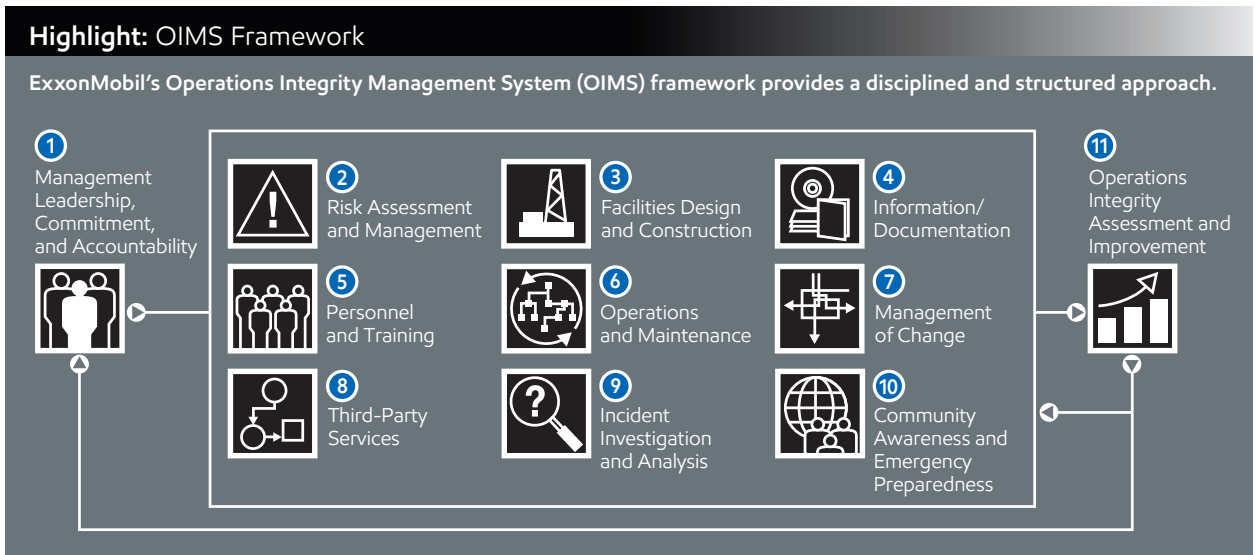 Highlight: OIMS Framework
ExxonMobil's Operations Integrity Management System (OIMS) framework provides a disciplined and structured approach.
1
Management
Leadership,
Commitment,
and Accountability
2
Risk Assessment
and Management
3
Facilities Design
and Construction
4
Information/
Documentation
5
Personnel
and Training
6
Operations
and Maintenance
7
Management
of Change
8
Third-Party
Services
9
Incident
Investigation
and Analysis
10
Community
Awareness and
Emergency
Preparedness
11
Operations
Integrity
Assessment and
Improvement